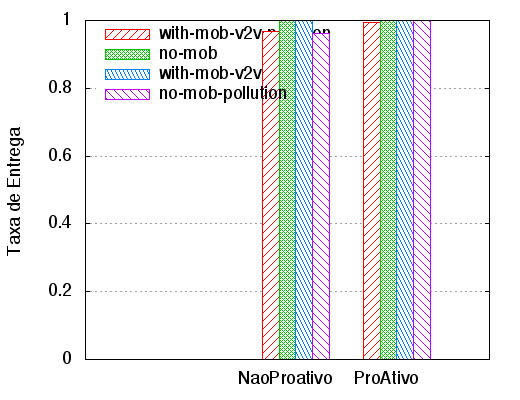 1
0.8
0.6
0.4
0.2
0
Taxa de Entrega
with-mob-v2v
no-mob
with-mob-v2v
no-mob-pollution
NaoProativo
ProAtivo